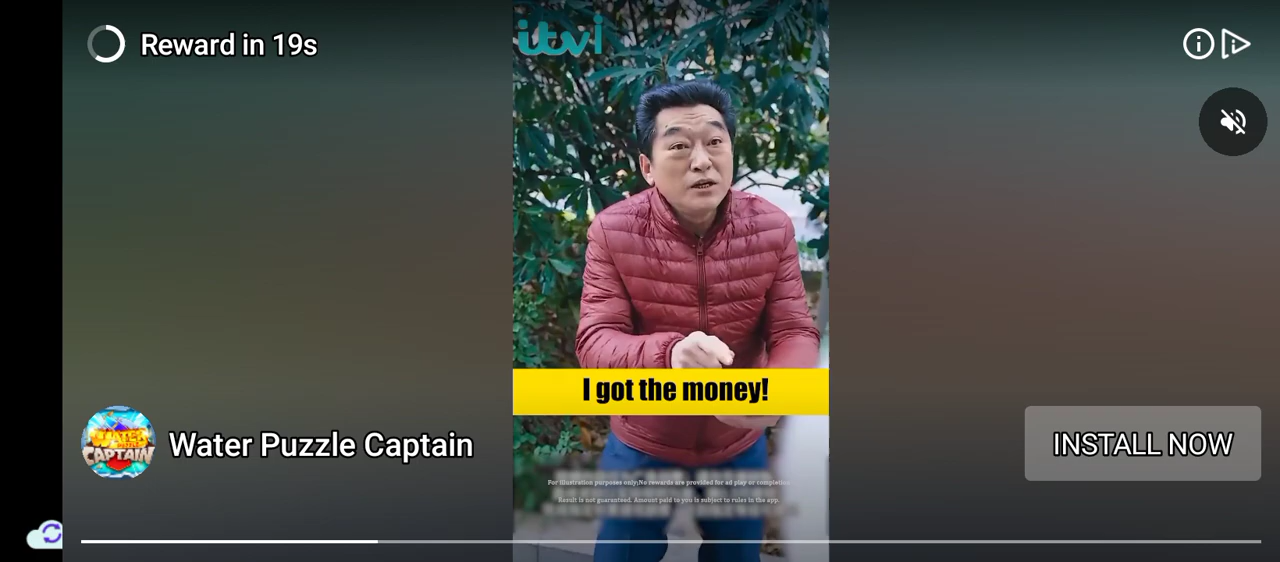 Reward in 19s
itvi
I got the money!
WATER
CAPTAIN
Water Puzzle Captain
INSTALL NOW
For illustration purposes only;No rewards are provided for ad play or completion
Result is not guaranteed. Amount paid to you is subject to rules in the app...